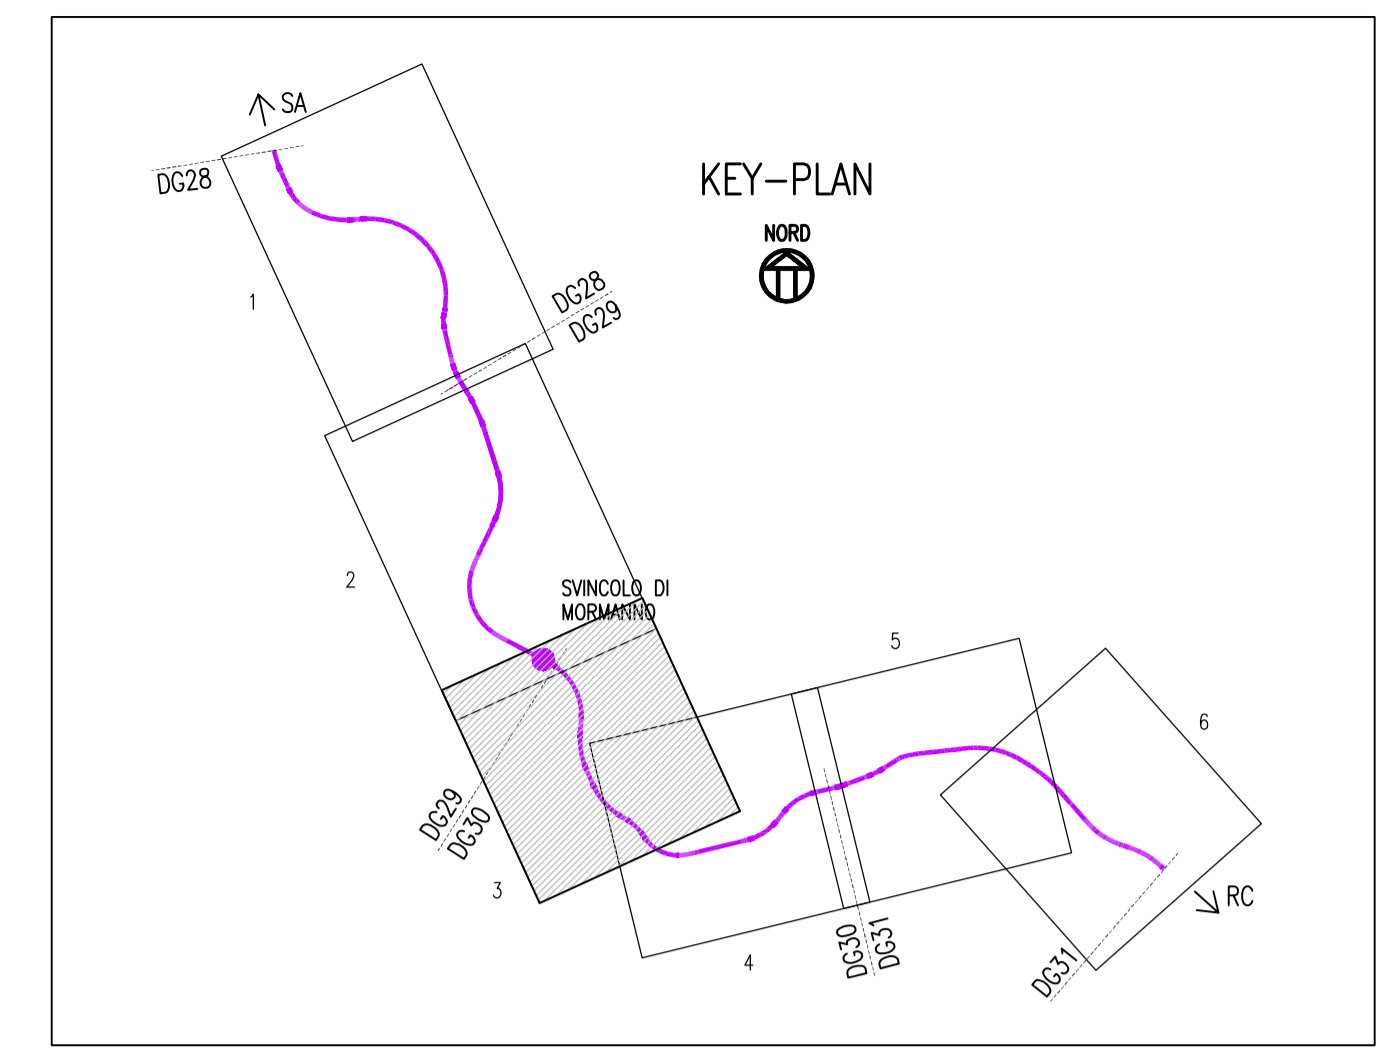 SA
DG28
KEY-PLAN
NORD
1
DG28
DG29
2
SVINCOLO DI
MORMANNO
5
6
DG29
DG30
3
4
DG30
DG31
RC
DG31